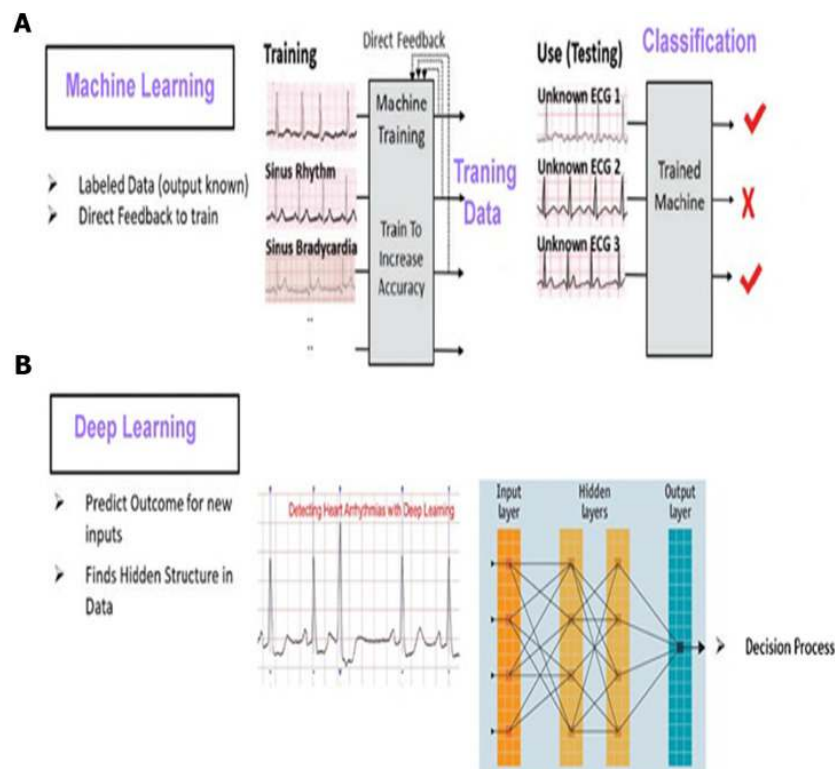 A
Machine Learning
➤ Labeled Data (output known)
➤ Direct Feedback to train
Training
Direct Feedback
Sinus Rhythm
Sinus Bradycardia
..
..
Machine
Training
Train To
Increase
Accuracy
Traning
Data
Use (Testing)
Classification
Unknown ECG 1
Unknown ECG 2
Unknown ECG 3
Trained
Machine
B
Deep Learning
➤ Predict Outcome for new
inputs
➤ Finds Hidden Structure in
Data
Detecting Heart Arrhythmias with Deep Learning
Input
layer
Hidden
layers
Output
layer
➤ Decision Process